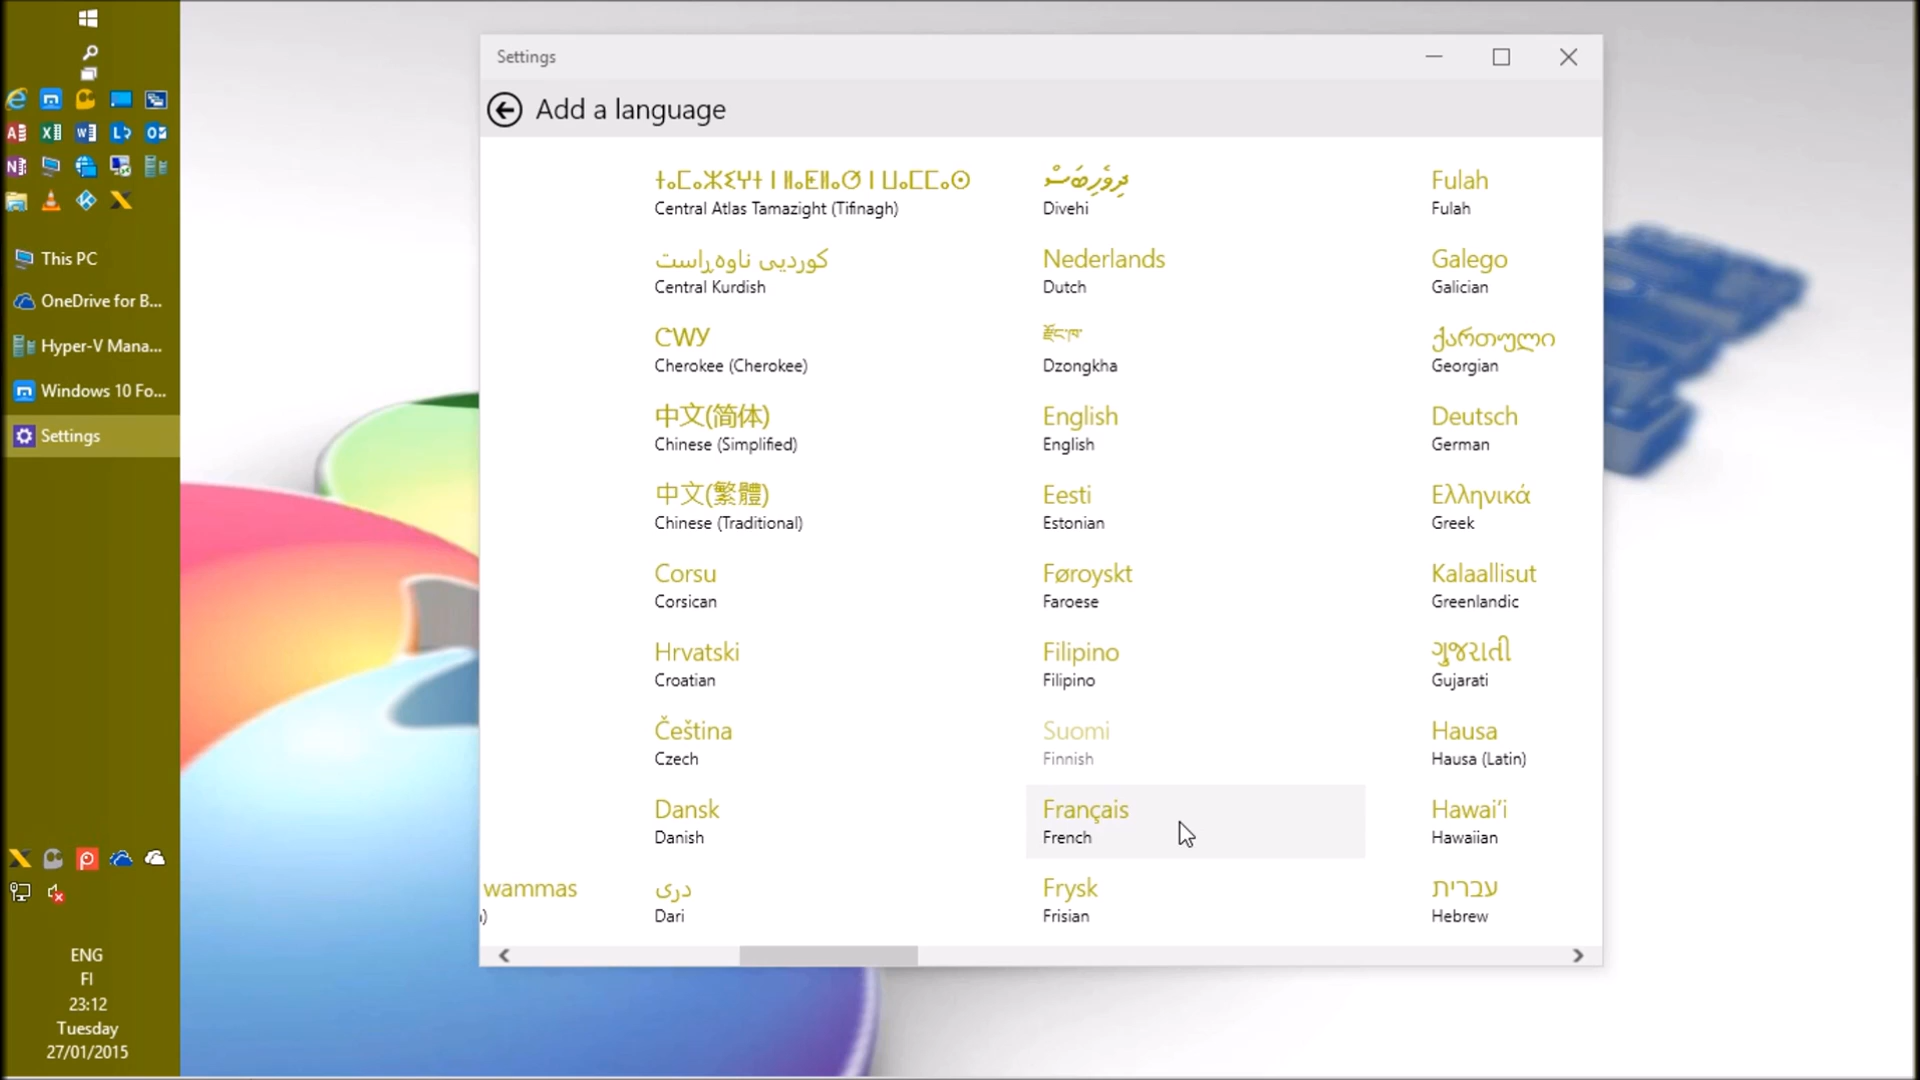 This PC
OneDrive for B...
Hyper-V Mana...
Windows 10 Fo...
Settings
ENG
FI
23:12
Tuesday
27/01/2015
Settings
Add a language
wammas
ⵜⴰⵎⴰⵣⵉⵖⵜ ⵏ ⵍⴰⵟⵍⴰⵚ ⵏ ⵡⴰⵎⵎⴰⵙ
Central Atlas Tamazight (Tifinagh)
کوردیی ناوەڕاست
Central Kurdish
ᏣᎳᎩ
Cherokee (Cherokee)
中文(简体)
Chinese (Simplified)
中文(繁體)
Chinese (Traditional)
Corsu
Corsican
Hrvatski
Croatian
Čeština
Czech
Dansk
Danish
درى
Dari
ދިވެހިބަސް
Divehi
Nederlands
Dutch
རྫོང་ཁ
Dzongkha
English
English
Eesti
Estonian
Føroyskt
Faroese
Filipino
Filipino
Suomi
Finnish
Français
French
Frysk
Frisian
Fulah
Fulah
Galego
Galician
ქართული
Georgian
Deutsch
German
Ελληνικά
Greek
Kalaallisut
Greenlandic
ગુજરાતી
Gujarati
Hausa
Hausa (Latin)
Hawaiʻi
Hawaiian
עברית
Hebrew